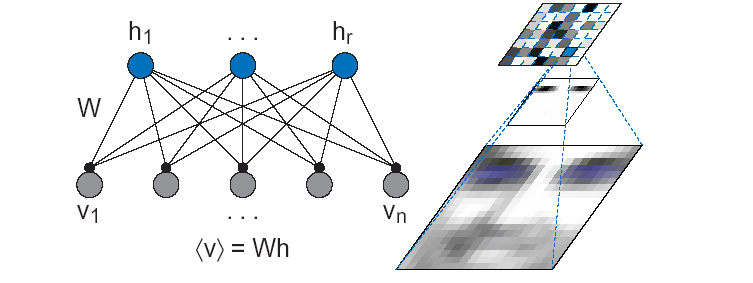 h₁ . . . hᵣ
W
v₁ . . . vₙ
⟨v⟩ = Wh